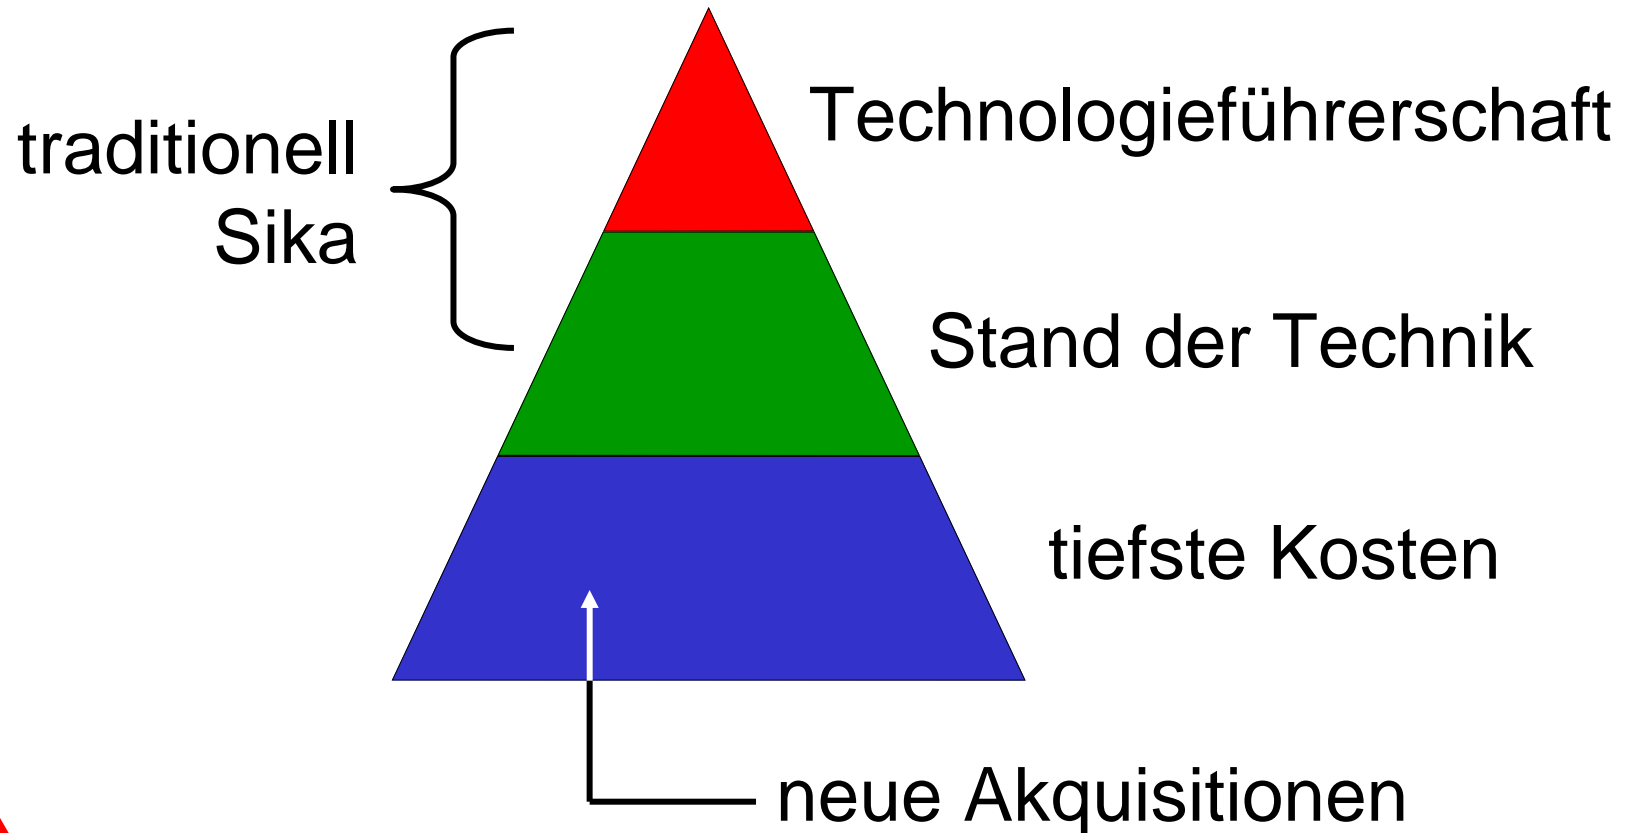 Technologieführerschaft
traditionell
Sika
Stand der Technik
tiefste Kosten
neue Akquisitionen